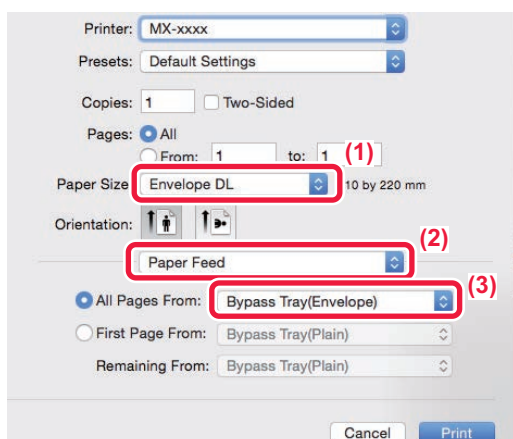 Printer: MX-xxxx
Presets: Default Settings
Copies: 1 Two-Sided
Pages: All
From: 1 to: 1 (1)
Paper Size Envelope DL 10 by 220 mm
Orientation:
(2)
Paper Feed
(3)
All Pages From: Bypass Tray(Envelope)
First Page From: Bypass Tray(Plain)
Remaining From: Bypass Tray(Plain)
Cancel Print